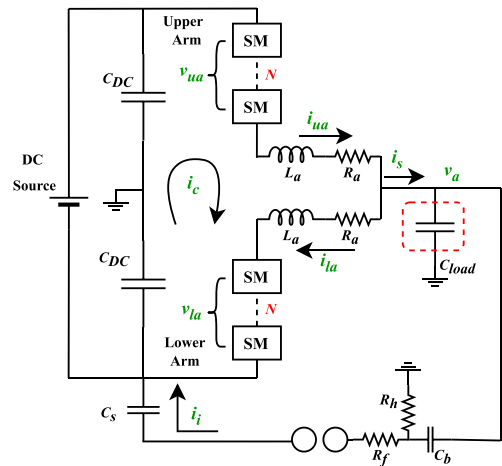 Upper
Arm
SM
C_DC
v_ua
N
SM
i_ua
i_s
v_a
L_a
R_a
DC
Source
i_c
L_a
R_a
i_la
C_load
C_DC
SM
v_la
N
SM
Lower
Arm
C_s
i_i
R_h
R_f
C_b